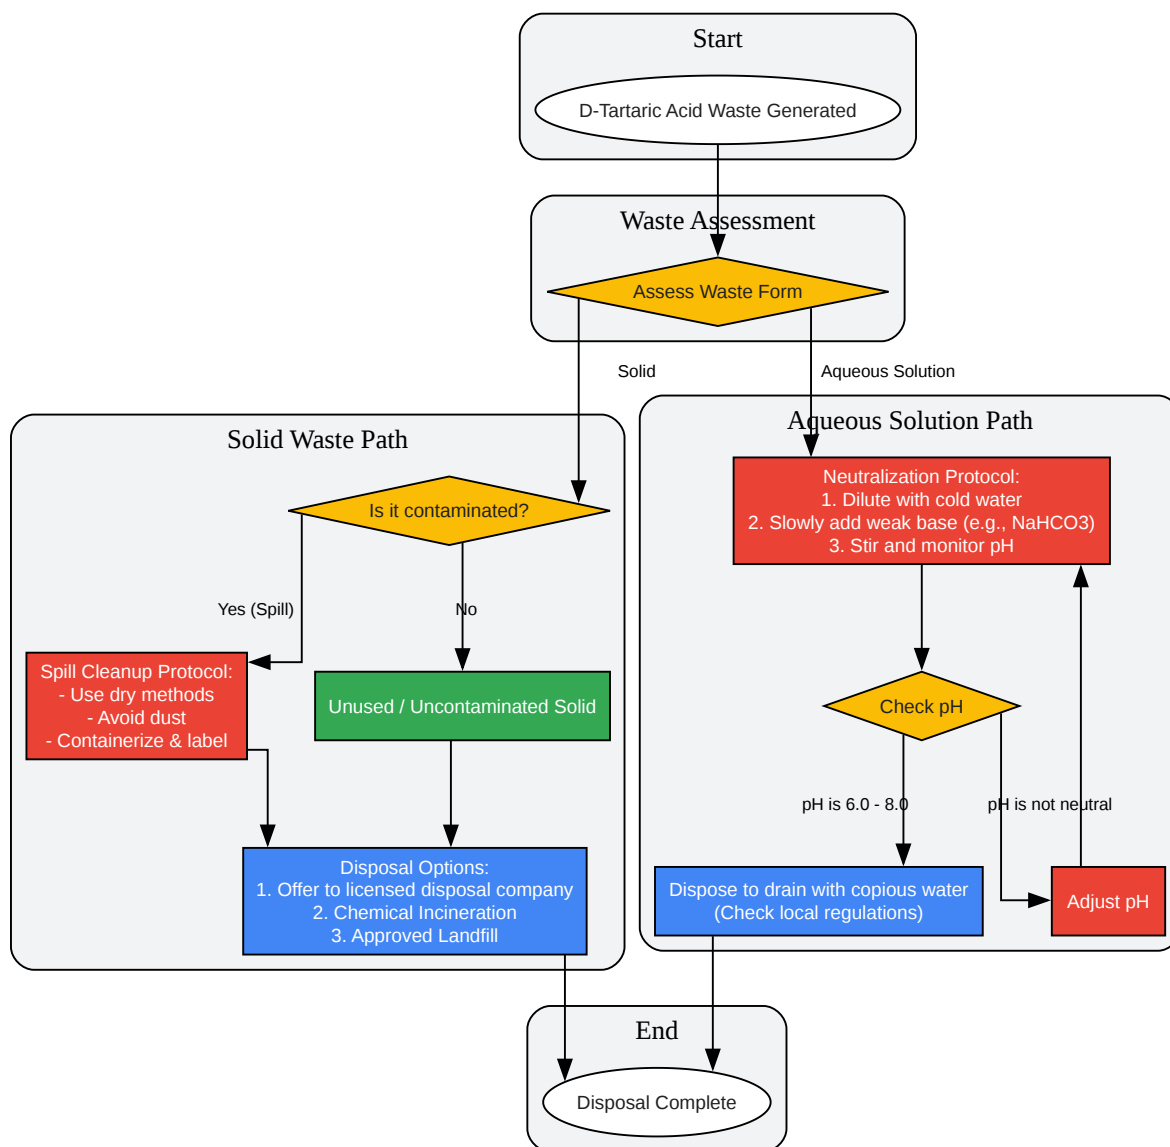 Start
D-Tartaric Acid Waste Generated
Waste Assessment
Assess Waste Form
Solid
Aqueous Solution
Solid Waste Path
Is it contaminated?
Yes (Spill)
No
Spill Cleanup Protocol:
- Use dry methods
- Avoid dust
- Containerize & label
Unused / Uncontaminated Solid
Disposal Options:
1. Offer to licensed disposal company
2. Chemical Incineration
3. Approved Landfill
Aqueous Solution Path
Neutralization Protocol:
1. Dilute with cold water
2. Slowly add weak base (e.g., NaHCO3)
3. Stir and monitor pH
Check pH
pH is 6.0 - 8.0
pH is not neutral
Dispose to drain with copious water
(Check local regulations)
Adjust pH
End
Disposal Complete